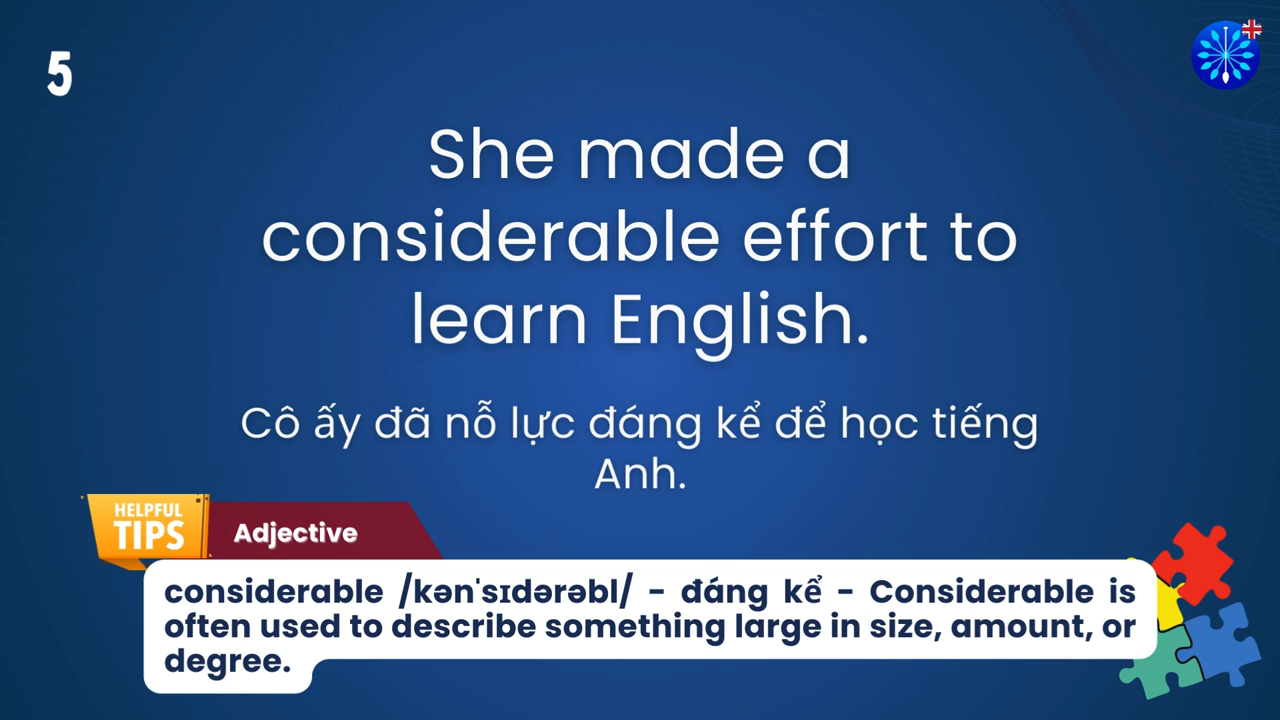 5
She made a
considerable effort to
learn English.
Cô ấy đã nỗ lực đáng kể để học tiếng
Anh.
HELPFUL
TIPS
Adjective
considerable /kənˈsɪdərəbl/ - đáng kể - Considerable is
often used to describe something large in size, amount, or
degree.